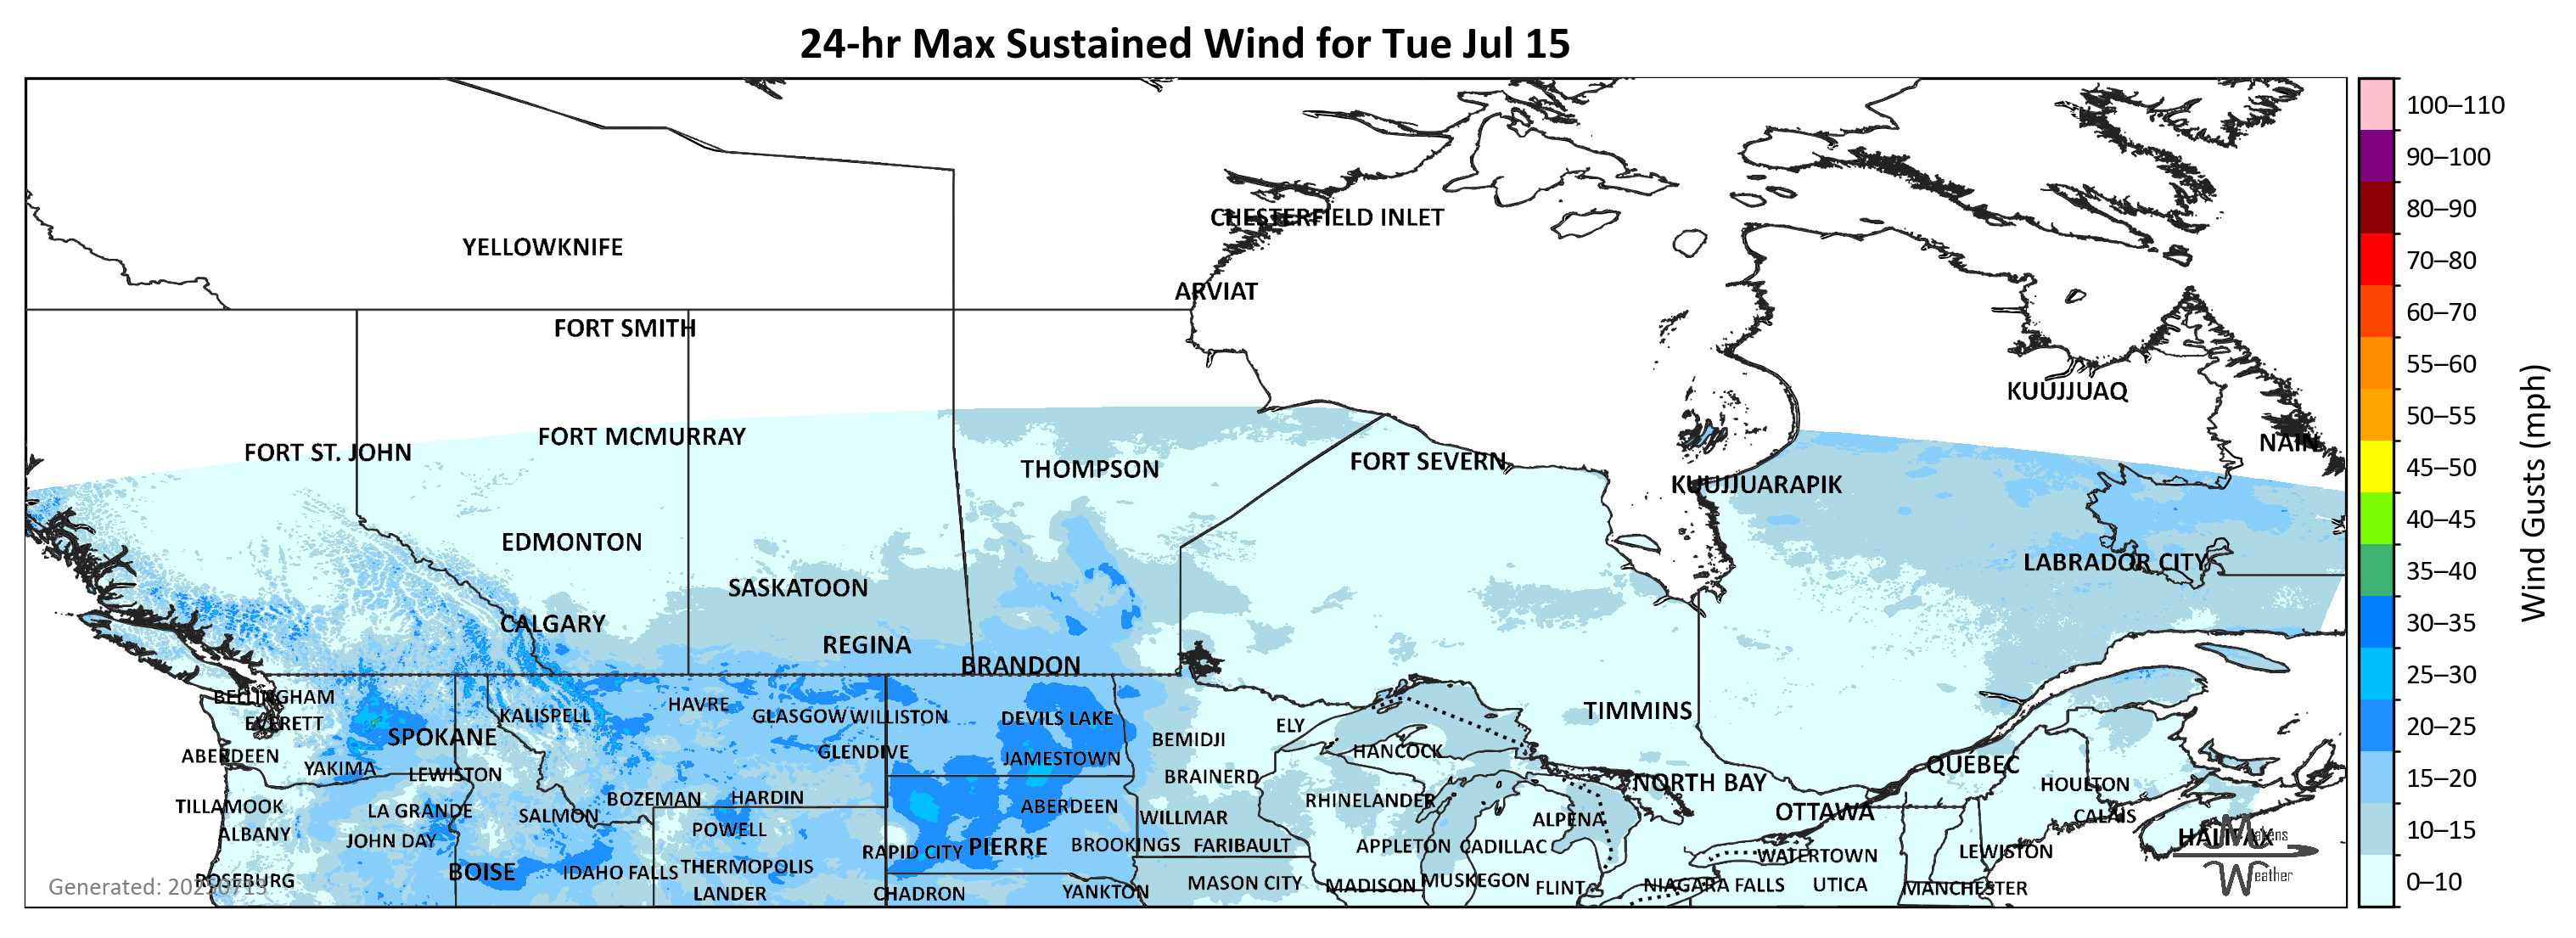 24-hr Max Sustained Wind for Tue Jul 15
100–110
90–100
80–90
70–80
60–70
55–60
50–55
45–50
40–45
35–40
30–35
25–30
20–25
15–20
10–15
0–10
Wind Gusts (mph)
CHESTERFIELD INLET
YELLOWKNIFE
ARVIAT
FORT SMITH
KUUJJUAQ
FORT MCMURRAY
NAIN
FORT ST. JOHN
FORT SEVERN
THOMPSON
KUUJJUARAPIK
EDMONTON
LABRADOR CITY
SASKATOON
CALGARY
REGINA
BRANDON
BELLINGHAM
HAVRE
TIMMINS
KALISPELL
GLASGOW
WILLISTON
DEVILS LAKE
EVERETT
ELY
SPOKANE
BEMIDJI
HANCOCK
GLENDIVE
ABERDEEN
JAMESTOWN
QUÉBEC
YAKIMA
LEWISTON
BRAINERD
NORTH BAY
HOULTON
BOZEMAN
HARDIN
RHINELANDER
TILLAMOOK
LA GRANDE
ABERDEEN
OTTAWA
SALMON
CALAIS
WILLMAR
ALPENA
POWELL
ALBANY
Makens
HALIFAX
JOHN DAY
BROOKINGS
FARIBAULT
APPLETON
CADILLAC
PIERRE
RAPID CITY
LEWISTON
WATERTOWN
THERMOPOLIS
BOISE
IDAHO FALLS
Weather
ROSEBURG
MUSKEGON
MASON CITY
MADISON
NIAGARA FALLS
UTICA
Generated: 20250713
FLINT
MANCHESTER
YANKTON
LANDER
CHADRON